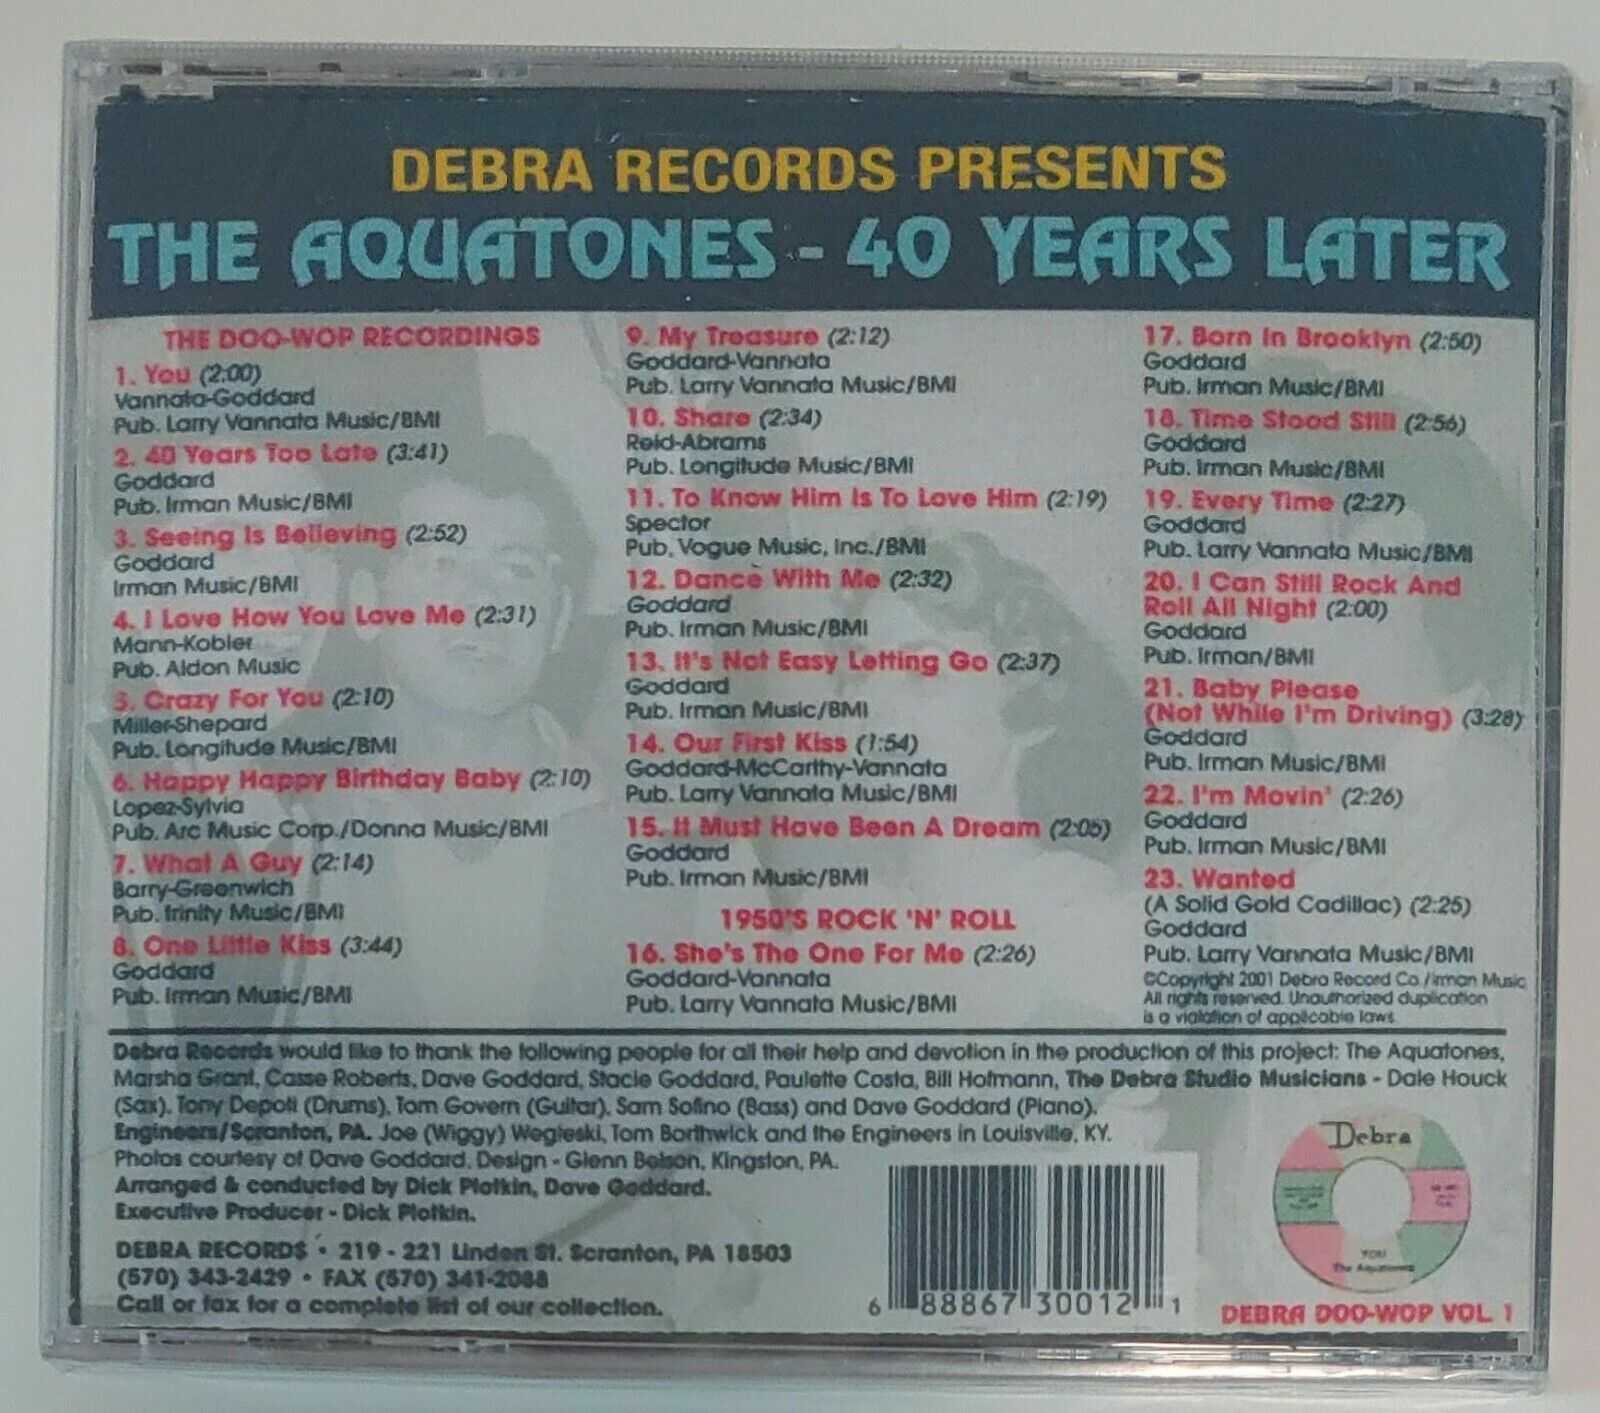 DEBRA RECORDS PRESENTS
THE AQUATONES - 40 YEARS LATER
THE DOO-WOP RECORDINGS
1. You (2:00)
Vannata-Goddard
Pub. Larry Vannata Music/BMI
2. 40 Years Too Late (3:41)
Goddard
Pub. Irman Music/BMI
3. Seeing Is Believing (2:52)
Goddard
Irman Music/BMI
4. I Love How You Love Me (2:31)
Mann-Kobler
Pub. Aldon Music
5. Crazy For You (2:10)
Miller-Shepard
Pub. Longitude Music/BMI
6. Happy Happy Birthday Baby (2:10)
Lopez-Sylvia
Pub. Arc Music Corp./Donna Music/BMI
7. What A Guy (2:14)
Barry-Greenwich
Pub. Trinity Music/BMI
8. One Little Kiss (3:44)
Goddard
Pub. Irman Music/BMI
9. My Treasure (2:12)
Goddard-Vannata
Pub. Larry Vannata Music/BMI
10. Share (2:34)
Reid-Abrams
Pub. Longitude Music/BMI
11. To Know Him Is To Love Him (2:19)
Spector
Pub. Vogue Music, Inc./BMI
12. Dance With Me (2:32)
Goddard
Pub. Irman Music/BMI
13. It's Not Easy Letting Go (2:37)
Goddard
Pub. Irman Music/BMI
14. Our First Kiss (1:54)
Goddard-McCarthy-Vannata
Pub. Larry Vannata Music/BMI
15. It Must Have Been A Dream (2:05)
Goddard
Pub. Irman Music/BMI
1950'S ROCK 'N' ROLL
16. She's The One For Me (2:26)
Goddard-Vannata
Pub. Larry Vannata Music/BMI
17. Born In Brooklyn (2:50)
Goddard
Pub. Irman Music/BMI
18. Time Stood Still (2:56)
Goddard
Pub. Irman Music/BMI
19. Every Time (2:27)
Goddard
Pub. Larry Vannata Music/BMI
20. I Can Still Rock And
Roll All Night (2:00)
Goddard
Pub. Irman/BMI
21. Baby Please
(Not While I'm Driving) (3:28)
Goddard
Pub. Irman Music/BMI
22. I'm Movin' (2:26)
Goddard
Pub. Irman Music/BMI
23. Wanted
(A Solid Gold Cadillac) (2:25)
Goddard
Pub. Larry Vannata Music/BMI
©Copyright 2001 Debra Record Co./Irman Music
All rights reserved. Unauthorized duplication
is a violation of applicable laws
Debra Records would like to thank the following people for all their help and devotion in the production of this project: The Aquatones,
Marsha Grant, Casse Roberts, Dave Goddard, Stacie Goddard, Paulette Costa, Bill Hofmann, The Debra Studio Musicians - Dale Houck
(Sax), Tony Depoti (Drums), Tom Govern (Guitar), Sam Sofino (Bass) and Dave Goddard (Piano).
Engineers/Scranton, PA. Joe (Wiggy) Wegleski, Tom Borthwick and the Engineers in Louisville, KY.
Photos courtesy of Dave Goddard. Design - Glenn Belson, Kingston, PA.
Arranged & conducted by Dick Plotkin, Dave Goddard.
Executive Producer - Dick Plotkin.
DEBRA RECORDS • 219 - 221 Linden St. Scranton, PA 18503
(570) 343-2429 • FAX (570) 341-2088
Call or fax for a complete list of our collection.
6 88867 30012 1
Debra
YOU
The Aquatones
DEBRA DOO-WOP VOL. 1